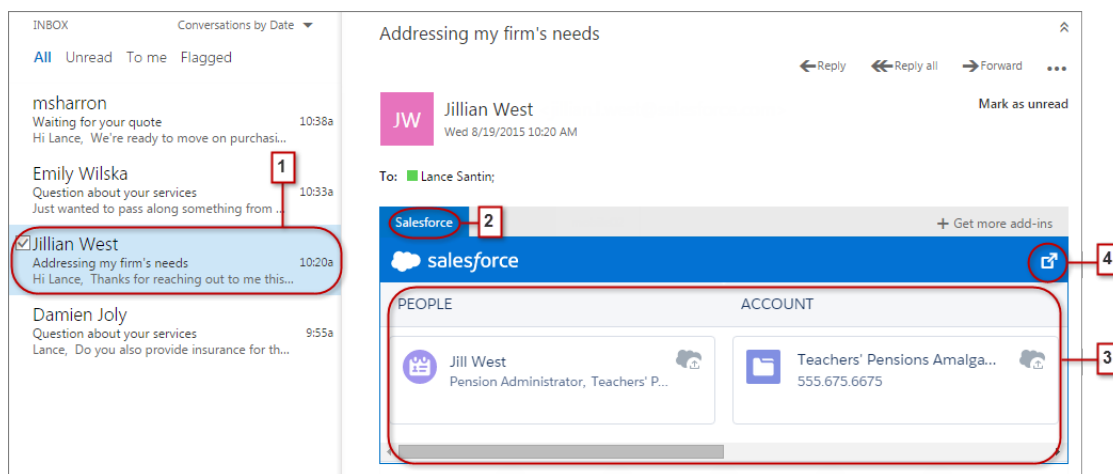 INBOX Conversations by Date
All Unread To me Flagged
msharron
Waiting for your quote 10:38a
Hi Lance, We're ready to move on purchasi...
1
Emily Wilska
Question about your services 10:33a
Just wanted to pass along something from ...
Jillian West
Addressing my firm's needs 10:20a
Hi Lance, Thanks for reaching out to me this...
Damien Joly
Question about your services 9:55a
Lance, Do you also provide insurance for th...
Addressing my firm's needs
Reply Reply all Forward ...
JW
Jillian West Mark as unread
Wed 8/19/2015 10:20 AM
To: Lance Santin;
Salesforce 2 + Get more add-ins
salesforce 4
PEOPLE ACCOUNT
3
Jill West Teachers' Pensions Amalga...
Pension Administrator, Teachers' P... 555.675.6675